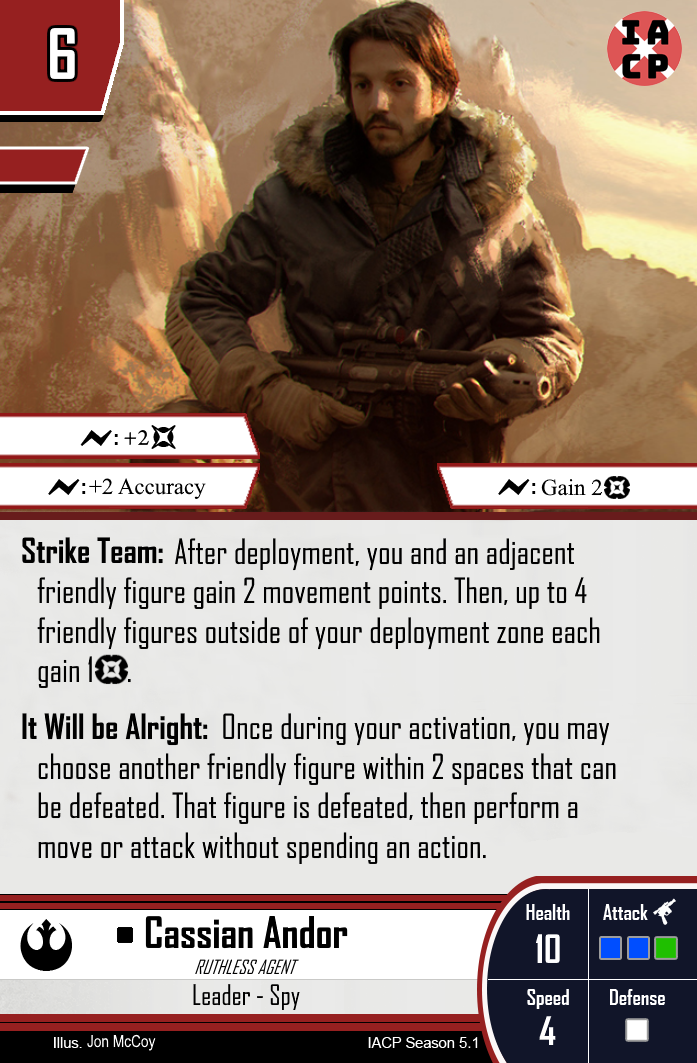 6
IA
CP
: +2
:+2 Accuracy
: Gain 2
Strike Team: After deployment, you and an adjacent
friendly figure gain 2 movement points. Then, up to 4
friendly figures outside of your deployment zone each
gain 1.
It Will be Alright: Once during your activation, you may
choose another friendly figure within 2 spaces that can
be defeated. That figure is defeated, then perform a
move or attack without spending an action.
Cassian Andor
RUTHLESS AGENT
Leader - Spy
Health
10
Attack
Speed
4
Defense
Illus. Jon McCoy
IACP Season 5.1